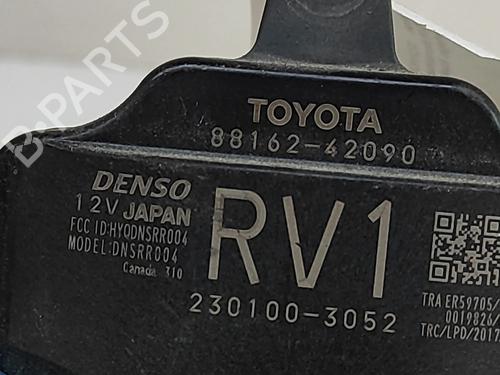 TOYOTA
88162-42090
DENSO
12V JAPAN
FCC ID:HYQDNSRR004
MODEL:DNSRR004
Canada 310
RV1
230100-3052
TRA ER59705/
0019826/
TRC/LPD/2017
B-PARTS